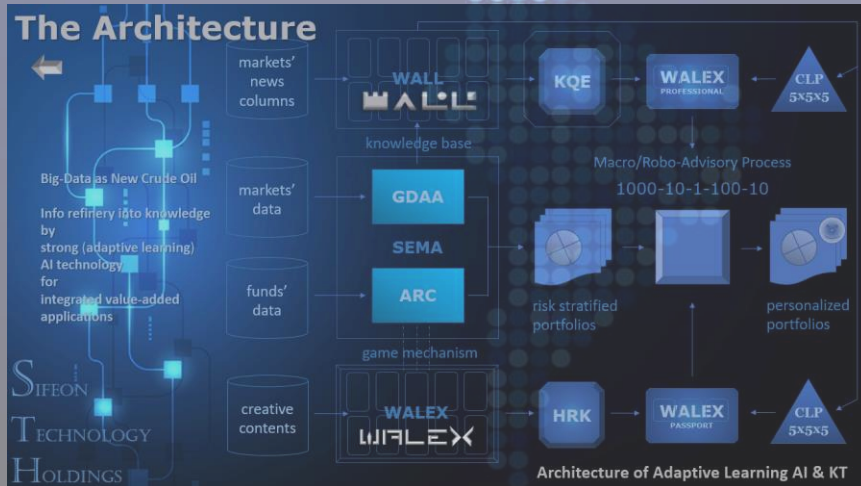 The Architecture
markets'
news
columns
WALL
WALL
knowledge base
KQE
WALEX
PROFESSIONAL
CLP
5x5x5
Macro/Robo-Advisory Process
1000-10-1-100-10
Big-Data as New Crude Oil
Info refinery into knowledge
by
strong (adaptive learning)
AI technology
for
integrated value-added
applications
markets'
data
GDAA
SEMA
ARC
funds'
data
risk stratified
portfolios
personalized
portfolios
game mechanism
creative
contents
WALEX
WALEX
HRK
WALEX
PASSPORT
CLP
5x5x5
SIFEON
TECHNOLOGY
HOLDINGS
Architecture of Adaptive Learning AI & KT